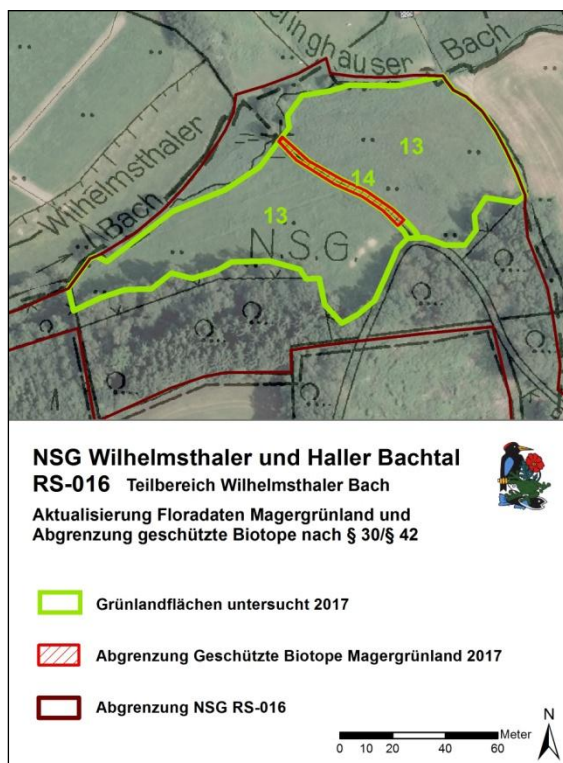 eringhauser
Bach
Wilhelmsthaler
Bach
13
14
13
N.S.G.
NSG Wilhelmsthaler und Haller Bachtal
RS-016 Teilbereich Wilhelmsthaler Bach
Aktualisierung Floradaten Magergrünland und
Abgrenzung geschützte Biotope nach § 30/§ 42
Grünlandflächen untersucht 2017
Abgrenzung Geschützte Biotope Magergrünland 2017
Abgrenzung NSG RS-016
N
Meter
0 10 20 40 60